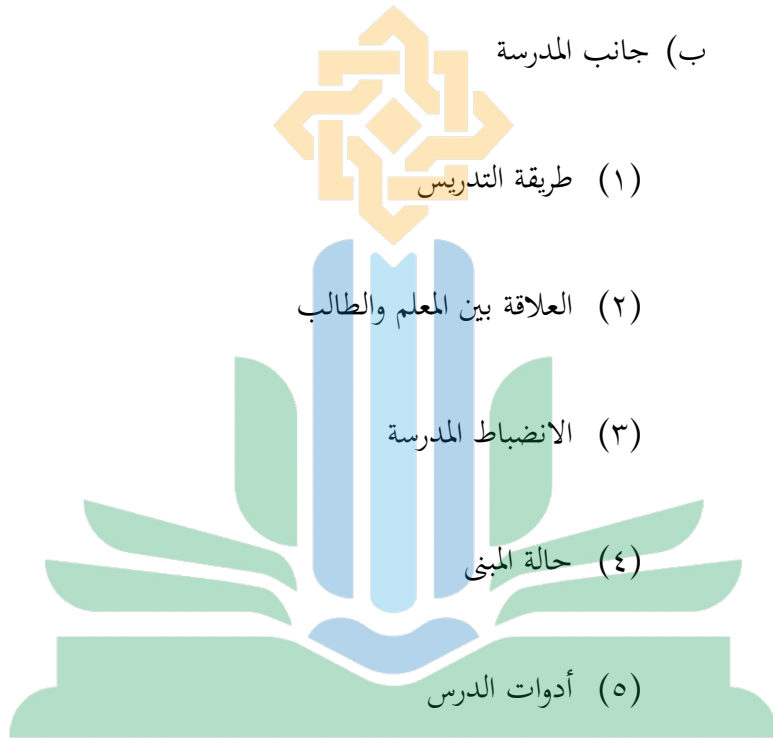 ب) جانب المدرسة
(١) طريقة التدريس
(٢) العلاقة بين المعلم والطالب
(٣) الانضباط المدرسة
(٤) حالة المبنى
(٥) أدوات الدرس